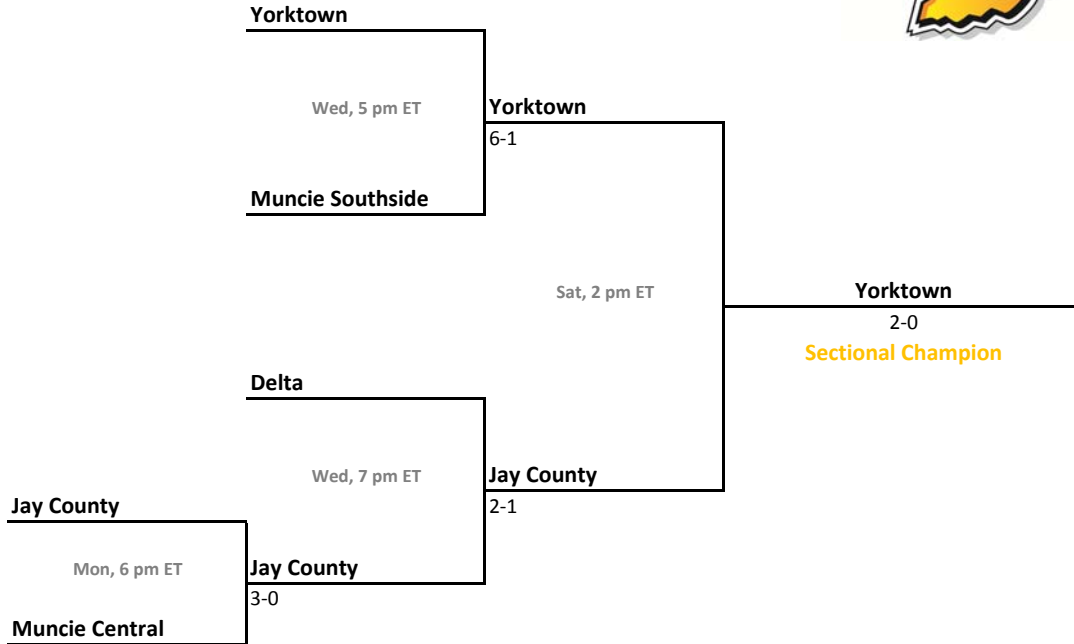 Yorktown
Wed, 5 pm ET
Yorktown
6-1
Muncie Southside
Sat, 2 pm ET
Yorktown
2-0
Sectional Champion
Delta
Wed, 7 pm ET
Jay County
2-1
Jay County
Mon, 6 pm ET
Jay County
3-0
Muncie Central